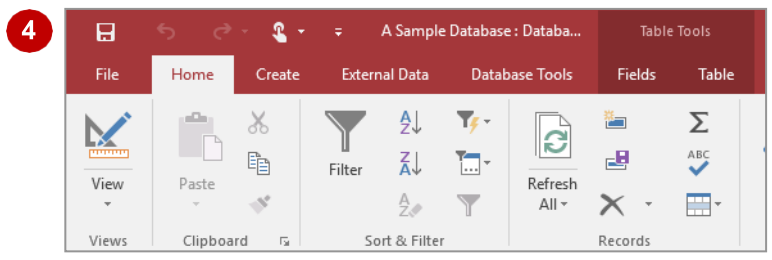 4
A Sample Database : Databa...
Table Tools
File
Home
Create
External Data
Database Tools
Fields
Table
View
Paste
Filter
A
Z
Z
A
A
Z
Refresh
All
ABC
Views
Clipboard
Sort & Filter
Records